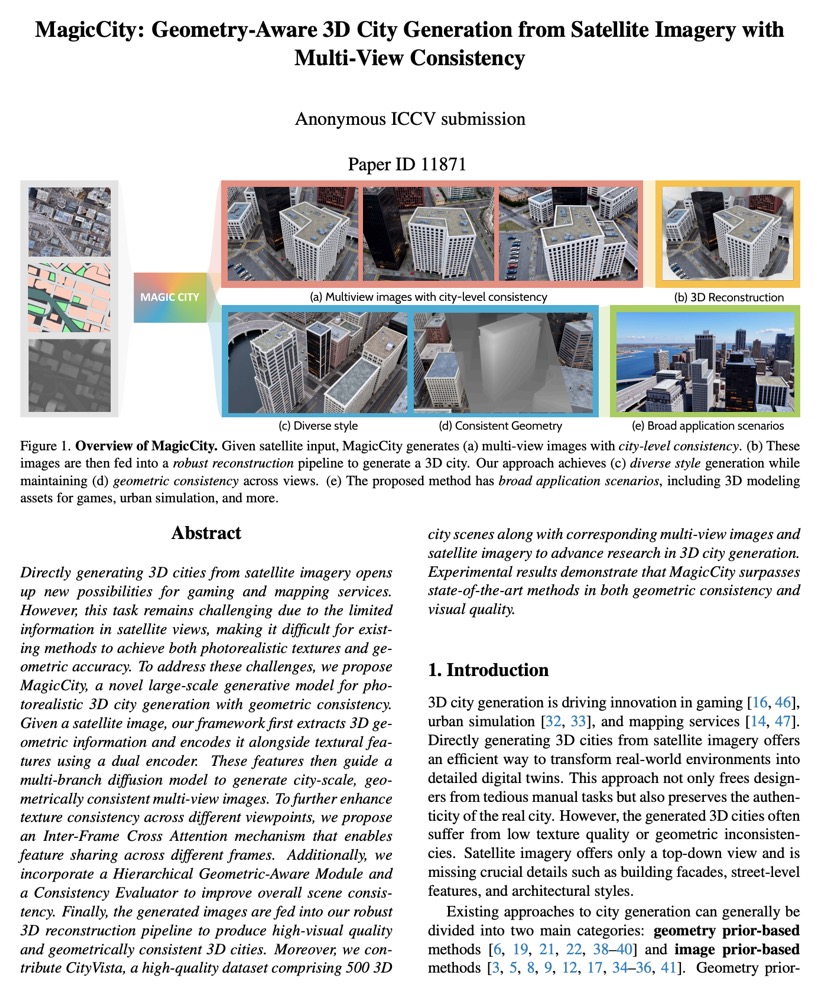 MagicCity: Geometry-Aware 3D City Generation from Satellite Imagery with
Multi-View Consistency
Anonymous ICCV submission
Paper ID 11871
MAGIC CITY
(a) Multiview images with city-level consistency
(b) 3D Reconstruction
(c) Diverse style
(d) Consistent Geometry
(e) Broad application scenarios
Figure 1. Overview of MagicCity. Given satellite input, MagicCity generates (a) multi-view images with city-level consistency. (b) These
images are then fed into a robust reconstruction pipeline to generate a 3D city. Our approach achieves (c) diverse style generation while
maintaining (d) geometric consistency across views. (e) The proposed method has broad application scenarios, including 3D modeling
assets for games, urban simulation, and more.
Abstract
Directly generating 3D cities from satellite imagery opens
up new possibilities for gaming and mapping services.
However, this task remains challenging due to the limited
information in satellite views, making it difficult for exist-
ing methods to achieve both photorealistic textures and ge-
ometric accuracy. To address these challenges, we propose
MagicCity, a novel large-scale generative model for pho-
torealistic 3D city generation with geometric consistency.
Given a satellite image, our framework first extracts 3D ge-
ometric information and encodes it alongside textural fea-
tures using a dual encoder. These features then guide a
multi-branch diffusion model to generate city-scale, geo-
metrically consistent multi-view images. To further enhance
texture consistency across different viewpoints, we propose
an Inter-Frame Cross Attention mechanism that enables
feature sharing across different frames. Additionally, we
incorporate a Hierarchical Geometric-Aware Module and
a Consistency Evaluator to improve overall scene consis-
tency. Finally, the generated images are fed into our robust
3D reconstruction pipeline to produce high-visual quality
and geometrically consistent 3D cities. Moreover, we con-
tribute CityVista, a high-quality dataset comprising 500 3D
city scenes along with corresponding multi-view images and
satellite imagery to advance research in 3D city generation.
Experimental results demonstrate that MagicCity surpasses
state-of-the-art methods in both geometric consistency and
visual quality.
1. Introduction
3D city generation is driving innovation in gaming [16, 46],
urban simulation [32, 33], and mapping services [14, 47].
Directly generating 3D cities from satellite imagery offers
an efficient way to transform real-world environments into
detailed digital twins. This approach not only frees design-
ers from tedious manual tasks but also preserves the authen-
ticity of the real city. However, the generated 3D cities often
suffer from low texture quality or geometric inconsisten-
cies. Satellite imagery offers only a top-down view and is
missing crucial details such as building facades, street-level
features, and architectural styles.
Existing approaches to city generation can generally be
divided into two main categories: geometry prior-based
methods [6, 19, 21, 22, 38–40] and image prior-based
methods [3, 5, 8, 9, 12, 17, 34–36, 41]. Geometry prior-